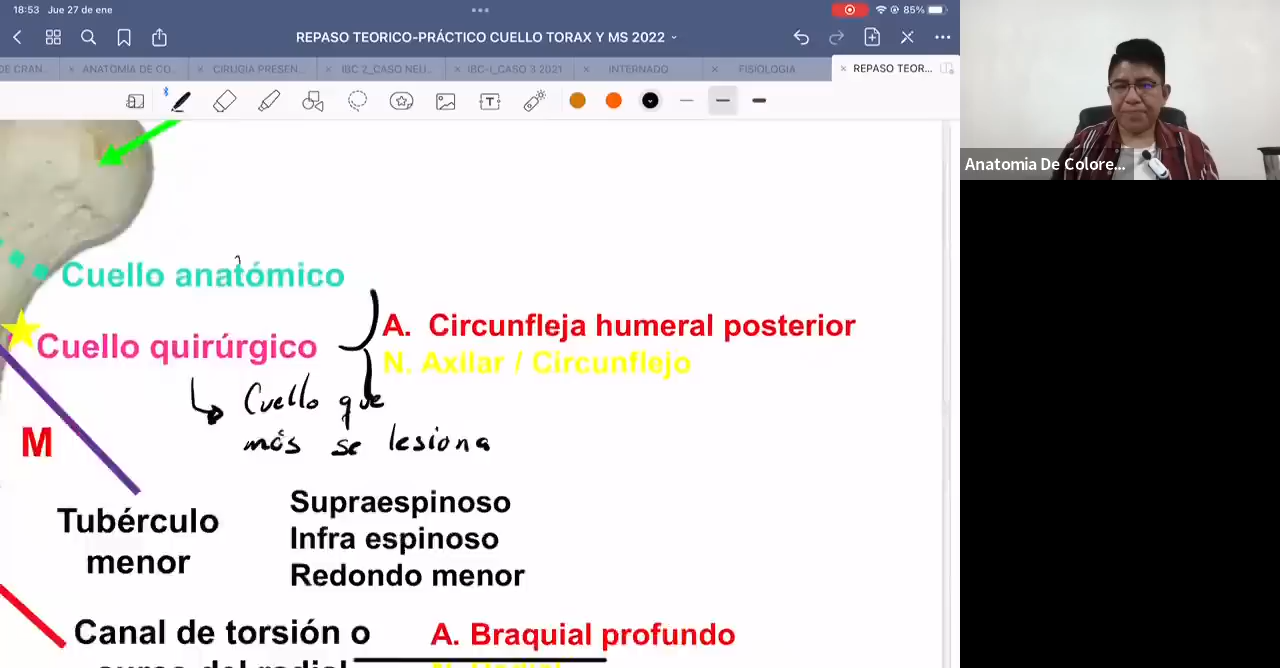 18:53 Jue 27 de ene
85%
REPASO TEORICO-PRÁCTICO CUELLO TORAX Y MS 2022
DE CRAN... ANATOMIA DE CO... CIRUGIA PRESEN... IBC 2_CASO NEU... IBC-I_CASO 3 2021 INTERNADO FISIOLOGIA REPASO TEOR...
Anatomia De Colore...
Cuello anatómico
A. Circunfleja humeral posterior
Cuello quirúrgico
N. Axilar / Circunflejo
Cuello que
más se lesiona
M
Supraespinoso
Tubérculo
Infra espinoso
menor
Redondo menor
Canal de torsión o
A. Braquial profundo